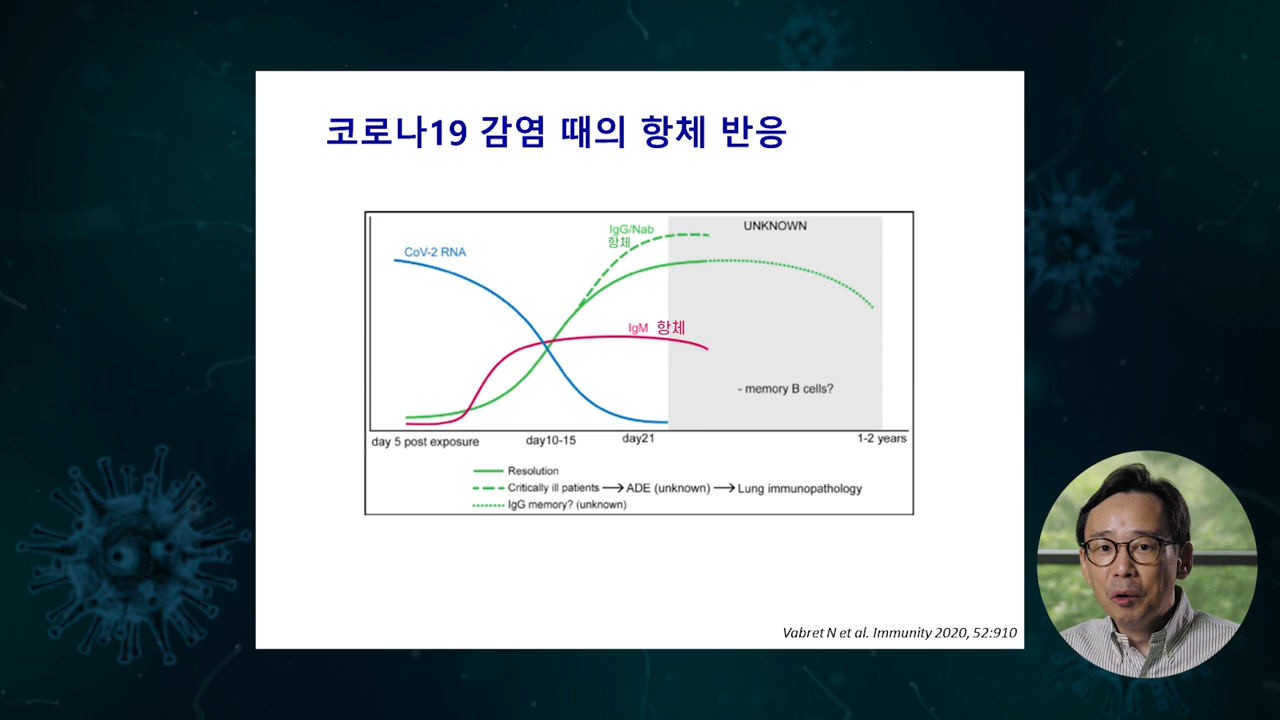 코로나19 감염 때의 항체 반응
UNKNOWN
IgG/Nab
항체
CoV-2 RNA
IgM 항체
- memory B cells?
day 5 post exposure
day10-15
day21
1-2 years
Resolution
Critically ill patients → ADE (unknown) → Lung immunopathology
IgG memory? (unknown)
Vabret N et al. Immunity 2020, 52:910